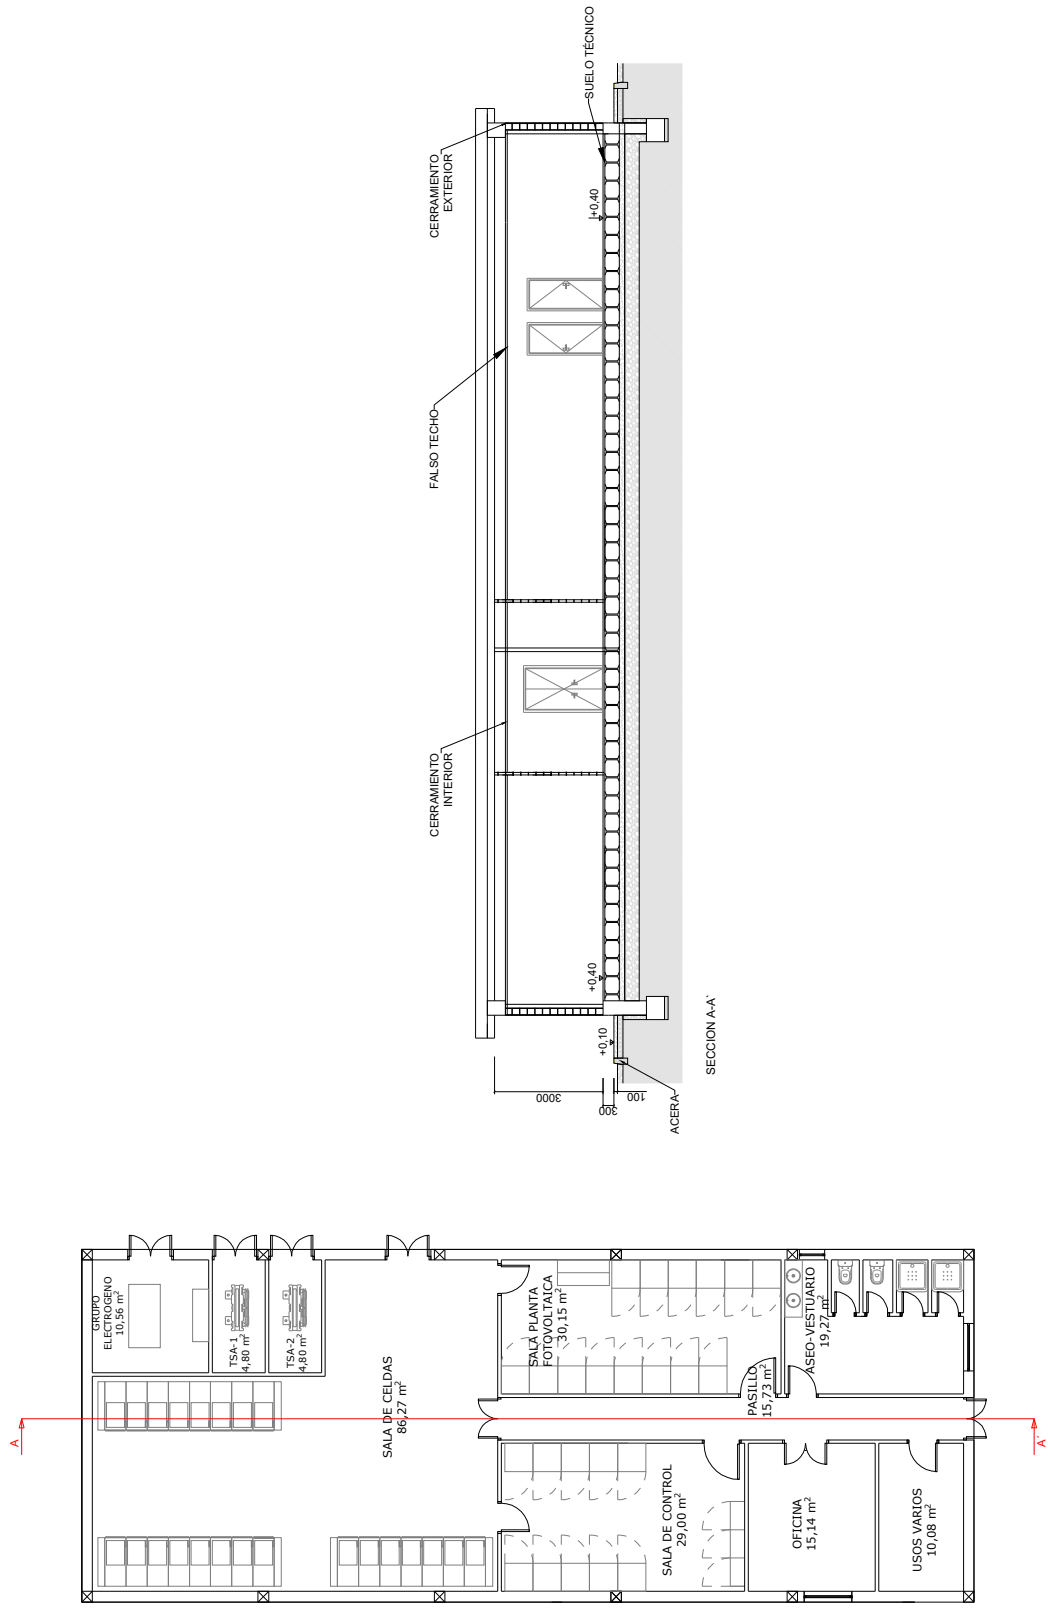 SUELO TÉCNICO
CERRAMIENTO
EXTERIOR
+0,40
FALSO TECHO
CERRAMIENTO
INTERIOR
+0,40
+0,10
SECCION A-A'
3000
300
100
ACERA
GRUPO
ELECTROGENO
10,56 m²
TSA-1
4,80 m²
TSA-2
4,80 m²
SALA DE CELDAS
86,27 m²
SALA PLANTA
FOTOVOLTAICA
30,15 m²
ASEO-VESTUARIO
19,27 m²
PASILLO
15,73 m²
A
A'
SALA DE CONTROL
29,00 m²
OFICINA
15,14 m²
USOS VARIOS
10,08 m²